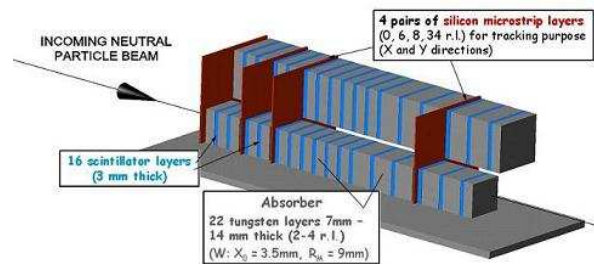 4 pairs of silicon microstrip layers
(0, 6, 8, 34 r.l.) for tracking purpose
(X and Y directions)
INCOMING NEUTRAL
PARTICLE BEAM
16 scintillator layers
(3 mm thick)
Absorber
22 tungsten layers 7mm –
14 mm thick (2-4 r.l.)
(W: X₀ = 3.5mm, Rᴍ = 9mm)